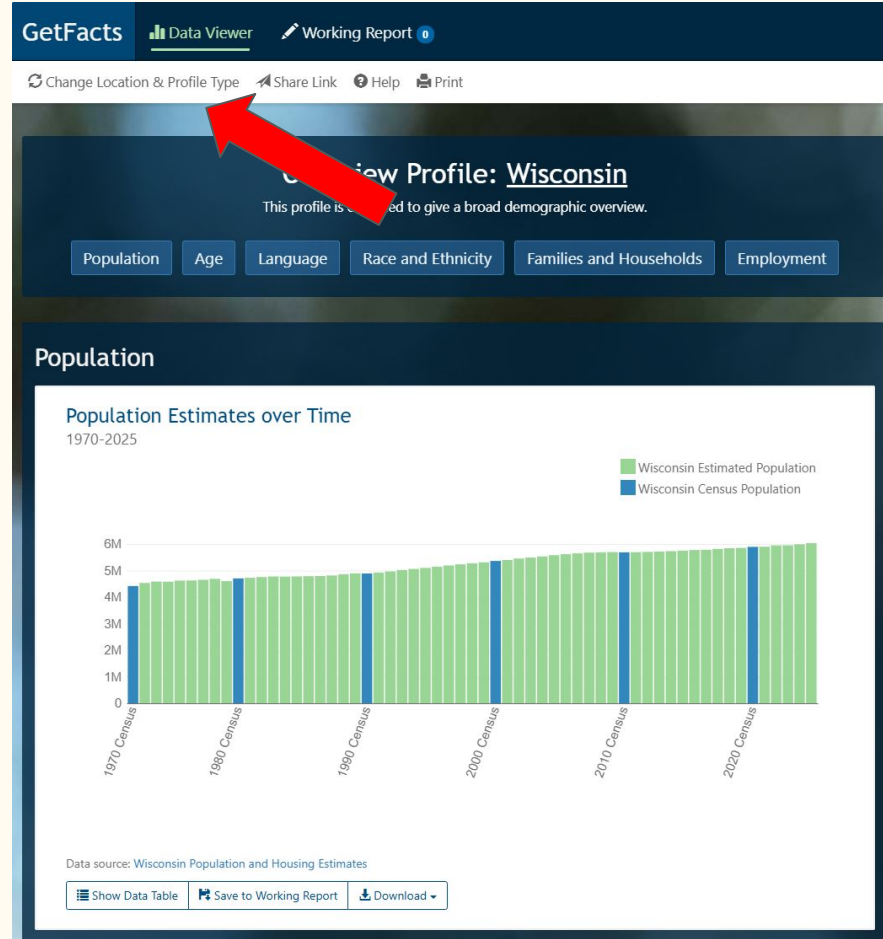 GetFacts Data Viewer Working Report 0
Change Location & Profile Type Share Link Help Print
Profile: Wisconsin
This profile is to give a broad demographic overview.
Population Age Language Race and Ethnicity Families and Households Employment
Population
Population Estimates over Time
1970-2025
Wisconsin Estimated Population
Wisconsin Census Population
6M
5M
4M
3M
2M
1M
0
1970 Census
1980 Census
1990 Census
2000 Census
2010 Census
2020 Census
Data source: Wisconsin Population and Housing Estimates
Show Data Table Save to Working Report Download